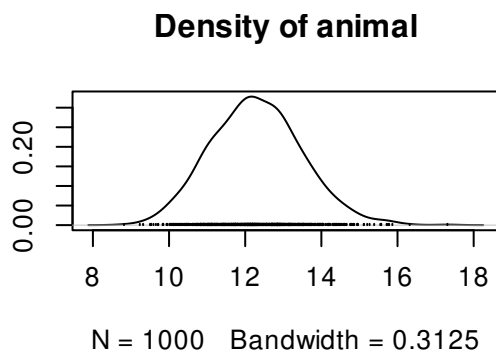 Density of animal
0.20
0.00
8 10 12 14 16 18
N = 1000 Bandwidth = 0.3125